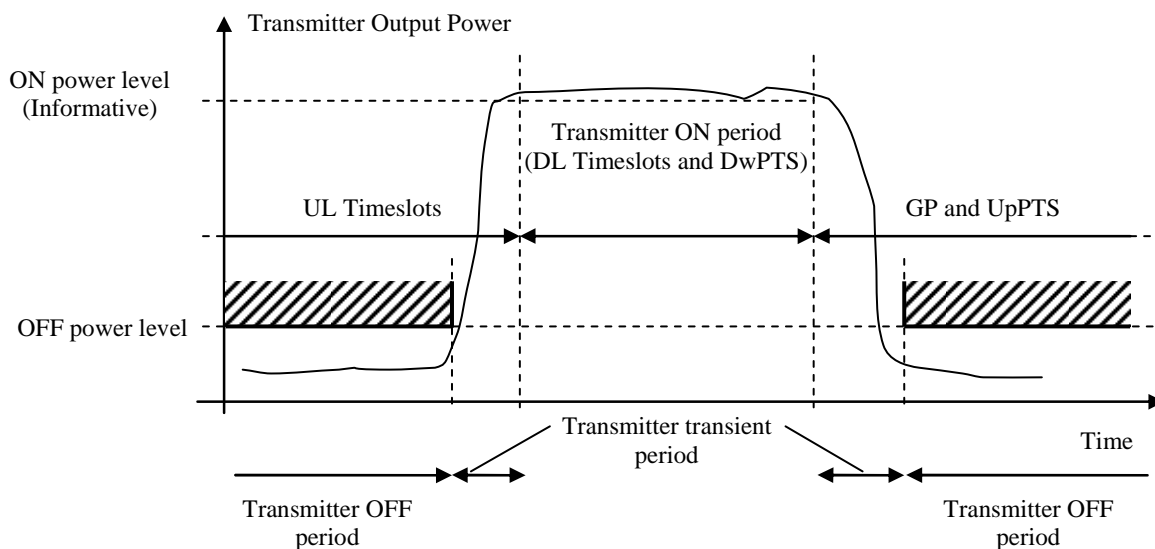 Transmitter Output Power
ON power level
(Informative)
Transmitter ON period
(DL Timeslots and DwPTS)
UL Timeslots
GP and UpPTS
OFF power level
Transmitter transient
period
Time
Transmitter OFF
period
Transmitter OFF
period